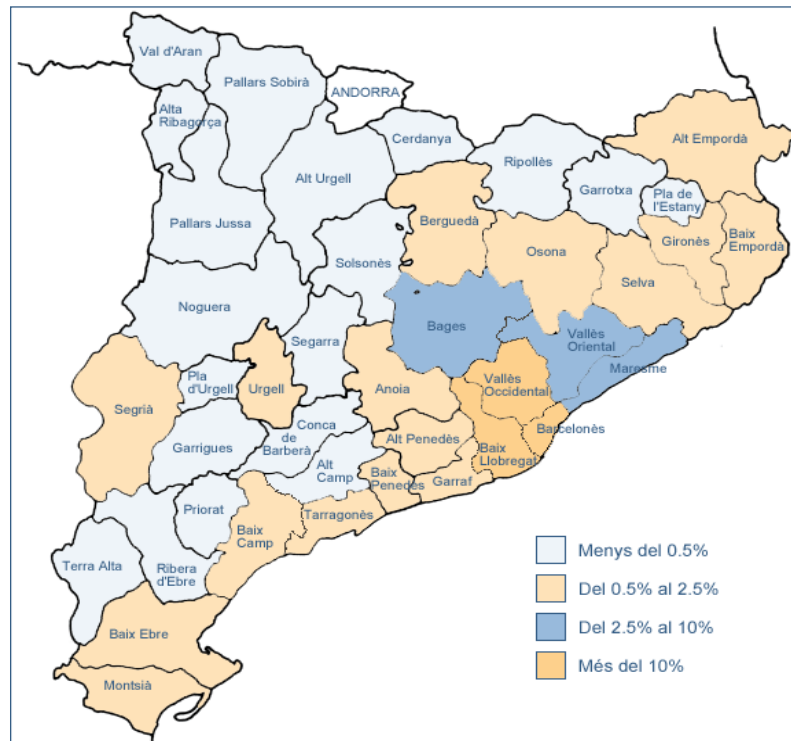 Val d'Aran
Pallars Sobirà
ANDORRA
Alta
Ribagorça
Cerdanya
Ripollès
Alt Empordà
Alt Urgell
Garrotxa
Pla de
l'Estany
Pallars Jussa
Berguedà
Osona
Gironès
Baix
Empordà
Solsonès
Selva
Noguera
Bages
Vallès
Oriental
Segarra
Maresme
Pla
d'Urgell
Urgell
Anoia
Vallès
Occidental
Segrià
Barcelonès
Garrigues
Conca
de
Barberà
Alt Penedès
Baix
Llobregat
Alt
Camp
Baix
Penedès
Garraf
Priorat
Tarragonès
Baix
Camp
Terra Alta
Ribera
d'Ebre
Baix Ebre
Montsià
Menys del 0.5%
Del 0.5% al 2.5%
Del 2.5% al 10%
Més del 10%